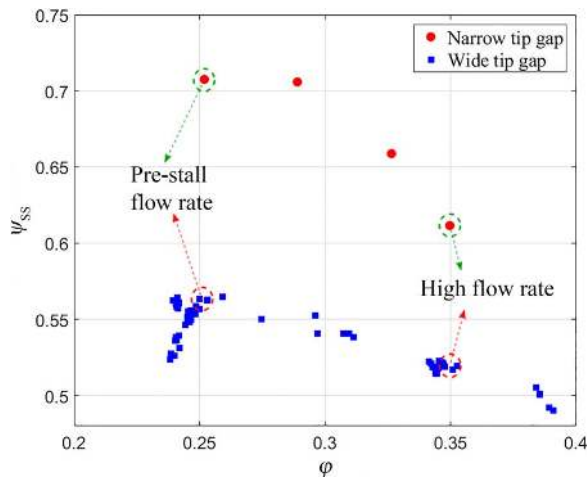 0.75
0.7
0.65
0.6
0.55
0.5
0.2
0.25
0.3
0.35
0.4
ψss
φ
Narrow tip gap
Wide tip gap
Pre-stall
flow rate
High flow rate